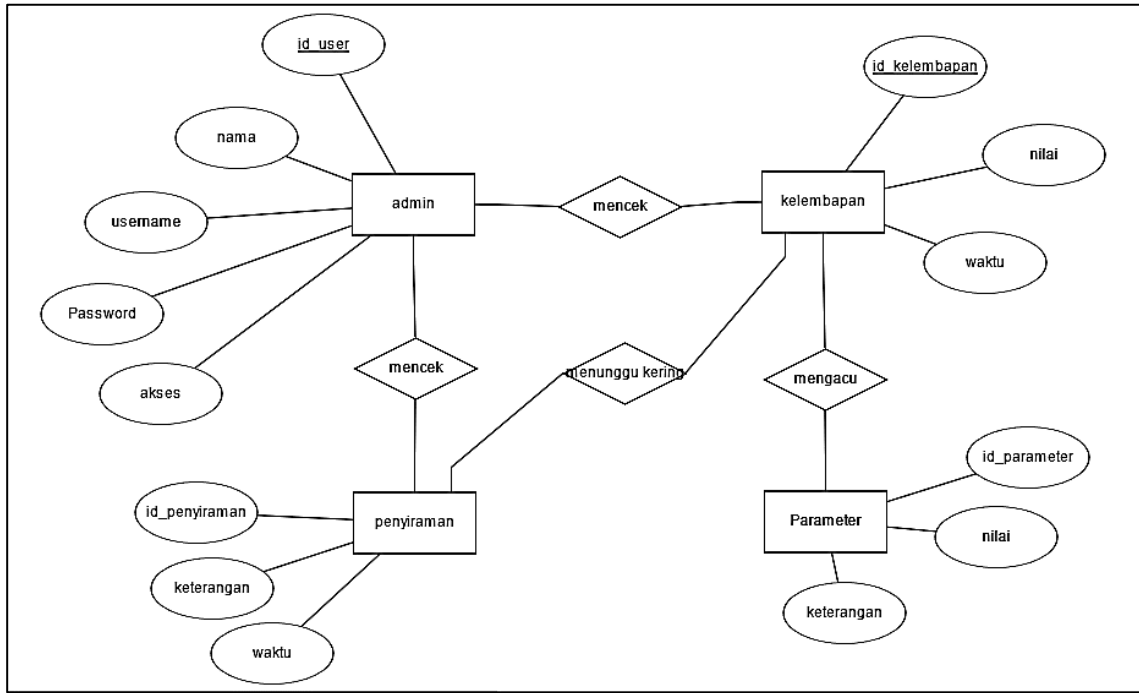 id_user
id_kelembapan
nama
nilai
admin
mencek
kelembapan
username
waktu
Password
mencek
menunggu kering
mengacu
akses
id_parameter
id_penyiraman
penyiraman
Parameter
nilai
keterangan
keterangan
waktu